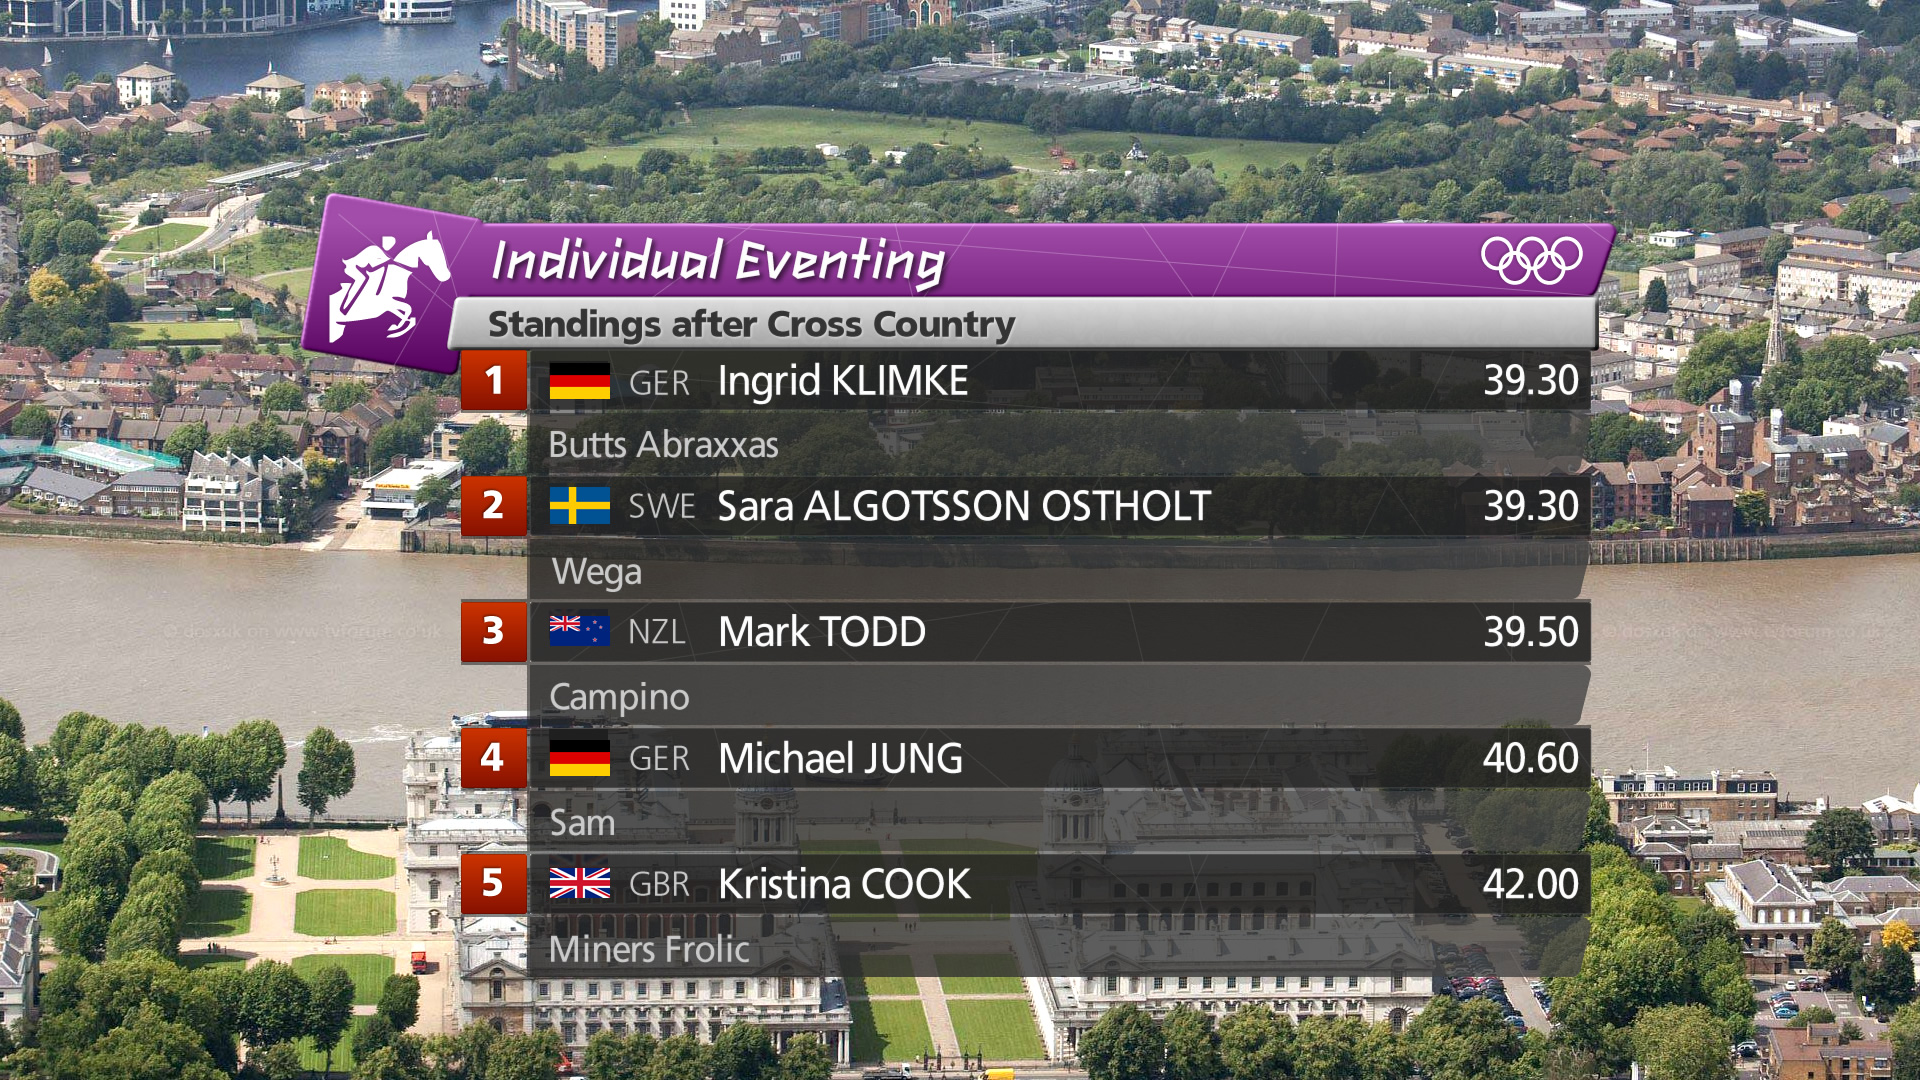 Individual Eventing
Standings after Cross Country
1 GER Ingrid KLIMKE 39.30
Butts Abraxxas
2 SWE Sara ALGOTSSON OSTHOLT 39.30
Wega
3 NZL Mark TODD 39.50
Campino
4 GER Michael JUNG 40.60
Sam
5 GBR Kristina COOK 42.00
Miners Frolic
TRAFALGAR